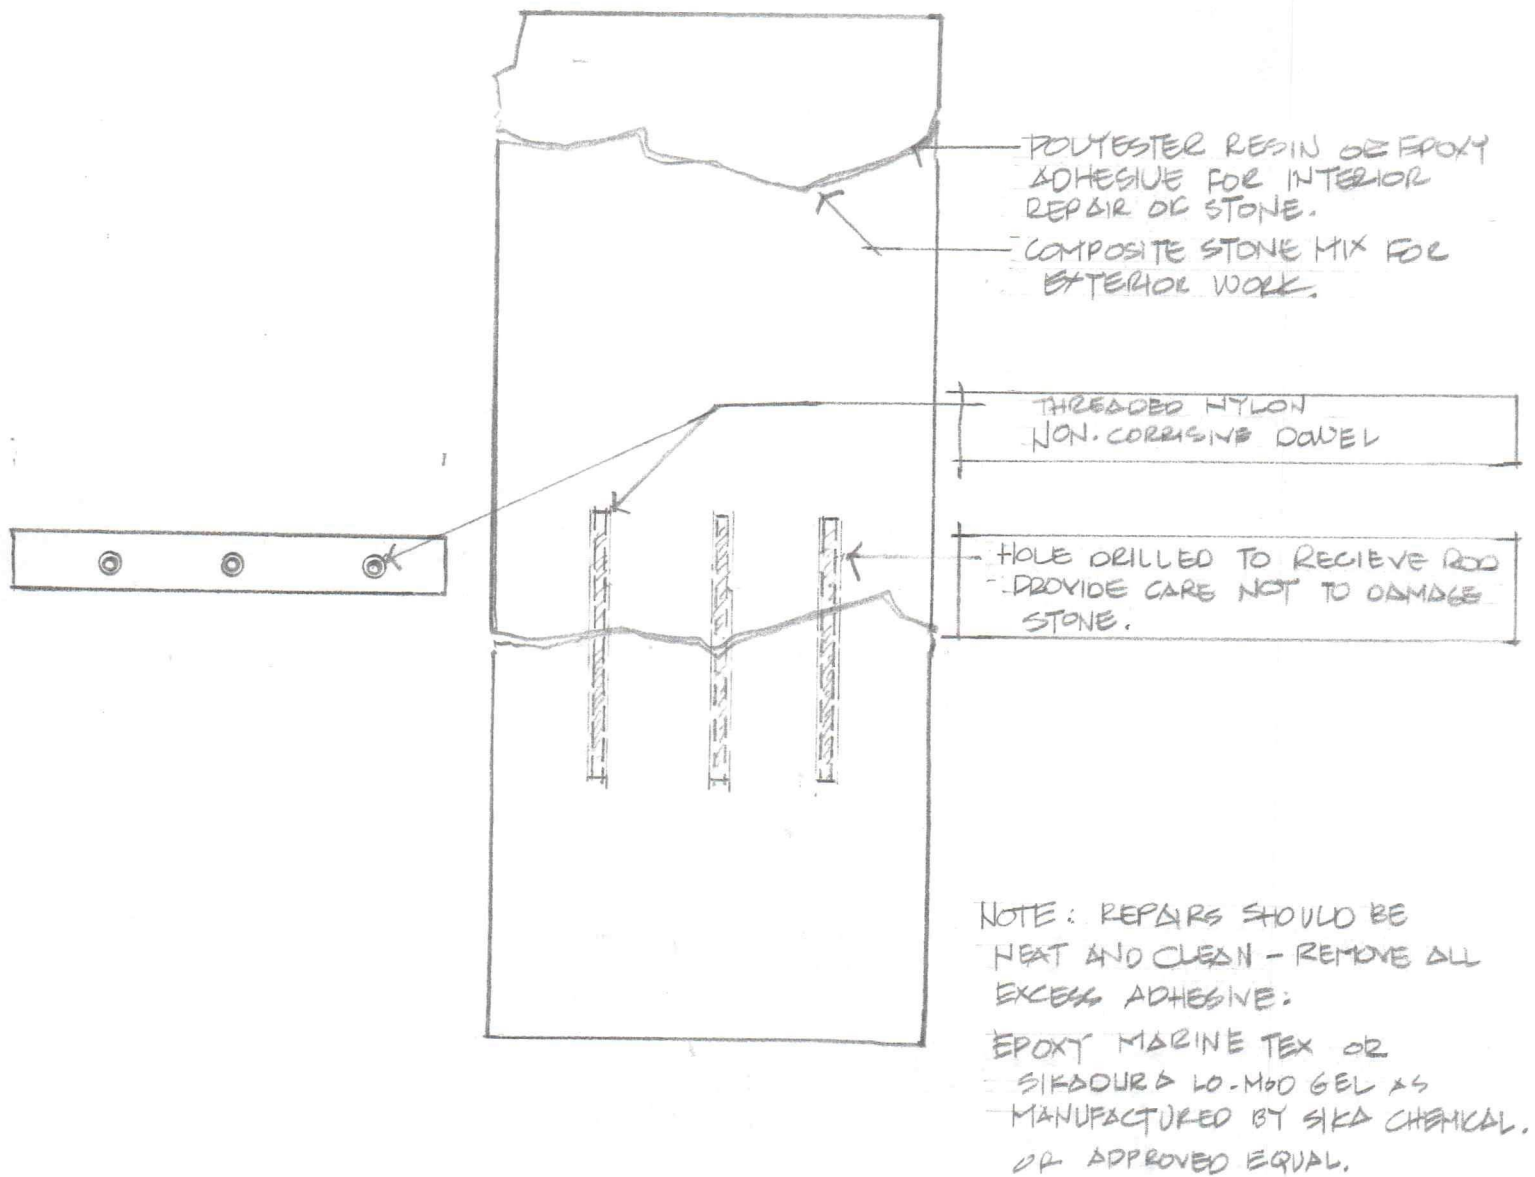 POLYESTER RESIN OR EPOXY
ADHESIVE FOR INTERIOR
REPAIR OF STONE.
COMPOSITE STONE MIX FOR
EXTERIOR WORK.
THREADED NYLON
NON-CORRISIVE DOWEL
HOLE DRILLED TO RECIEVE ROD
- PROVIDE CARE NOT TO DAMAGE
STONE.
NOTE: REPAIRS SHOULD BE
NEAT AND CLEAN - REMOVE ALL
EXCESS ADHESIVE:
EPOXY MARINE TEX OR
SIKADURA LO-MOD GEL AS
MANUFACTURED BY SIKA CHEMICAL.
OR APPROVED EQUAL.